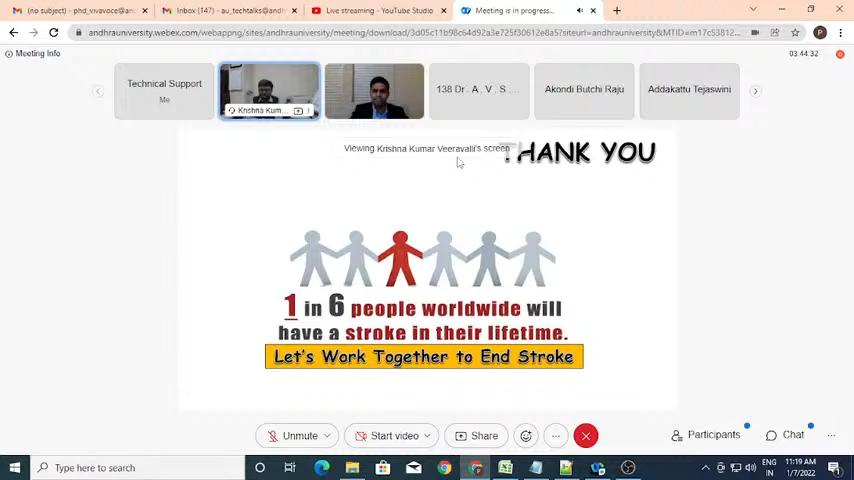 (no subject) - phd_vivavoce@and
Inbox (147) - au_techtalks@andh
Live streaming - YouTube Studio
Meeting is in progress...
andhrauniversity.webex.com/webappng/sites/andhrauniversity/meeting/download/3d05c11b98c64d92a3e725f30612e8a5?siteurl=andhrauniversity&MTID=m17c53812...
P
Meeting Info
03:44:32
Technical Support
Me
Krishna Kum...
138 Dr . A . V . S ....
Akondi Butchi Raju
Addakattu Tejaswini
Viewing Krishna Kumar Veeravalli's screen
THANK YOU
1 in 6 people worldwide will
have a stroke in their lifetime.
Let's Work Together to End Stroke
Unmute
Start video
Share
Participants
Chat
Type here to search
ENG
IN
11:19 AM
1/7/2022